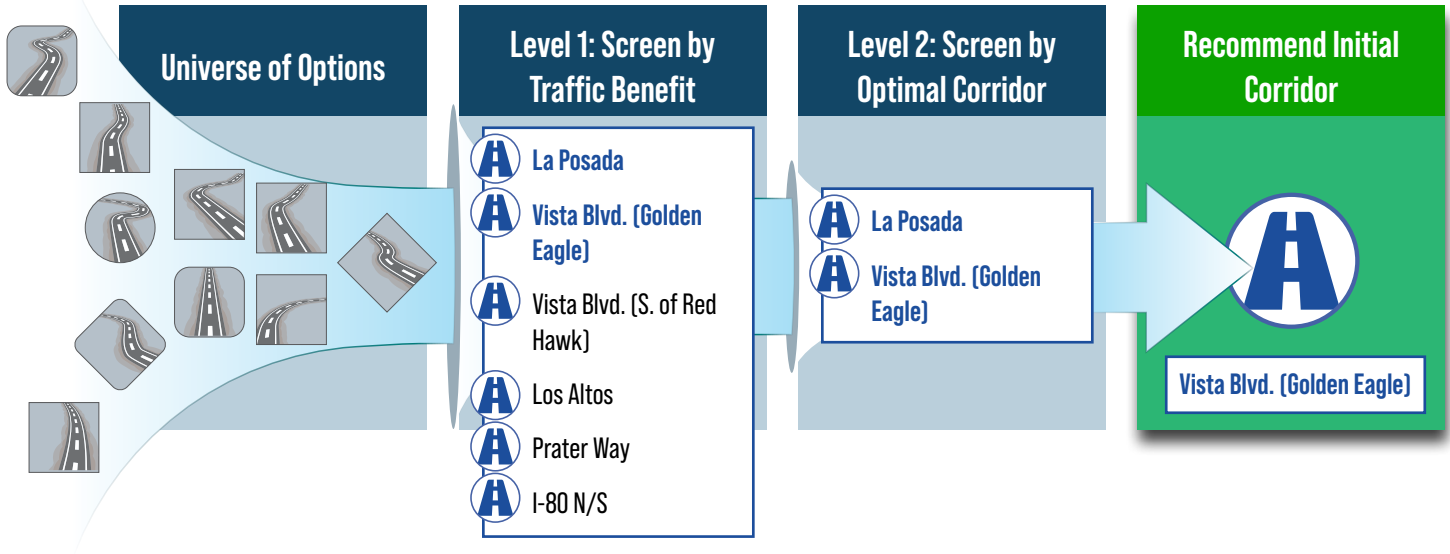 Universe of Options
Level 1: Screen by
Traffic Benefit
La Posada
Vista Blvd. (Golden
Eagle)
Vista Blvd. (S. of Red
Hawk)
Los Altos
Prater Way
I-80 N/S
Level 2: Screen by
Optimal Corridor
La Posada
Vista Blvd. (Golden
Eagle)
Recommend Initial
Corridor
Vista Blvd. (Golden Eagle)